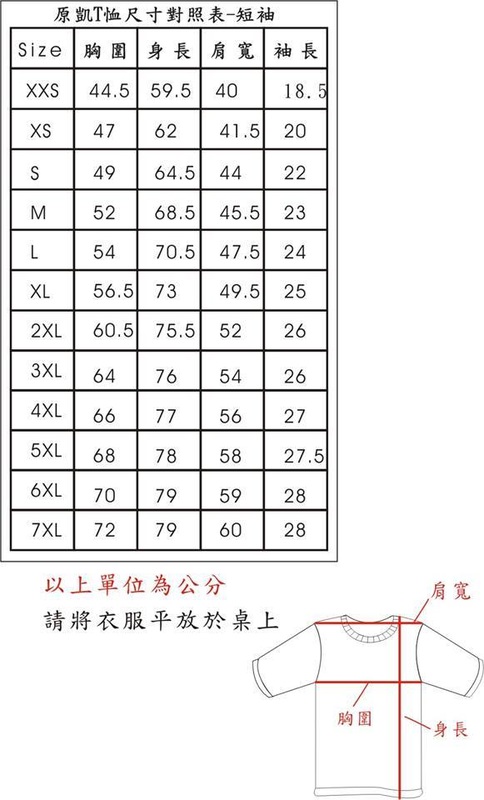 原凱T恤尺寸對照表-短袖
Size 胸圍 身長 肩寬 袖長
XXS 44.5 59.5 40 18.5
XS 47 62 41.5 20
S 49 64.5 44 22
M 52 68.5 45.5 23
L 54 70.5 47.5 24
XL 56.5 73 49.5 25
2XL 60.5 75.5 52 26
3XL 64 76 54 26
4XL 66 77 56 27
5XL 68 78 58 27.5
6XL 70 79 59 28
7XL 72 79 60 28
以上單位為公分
請將衣服平放於桌上
肩寬
胸圍
身長